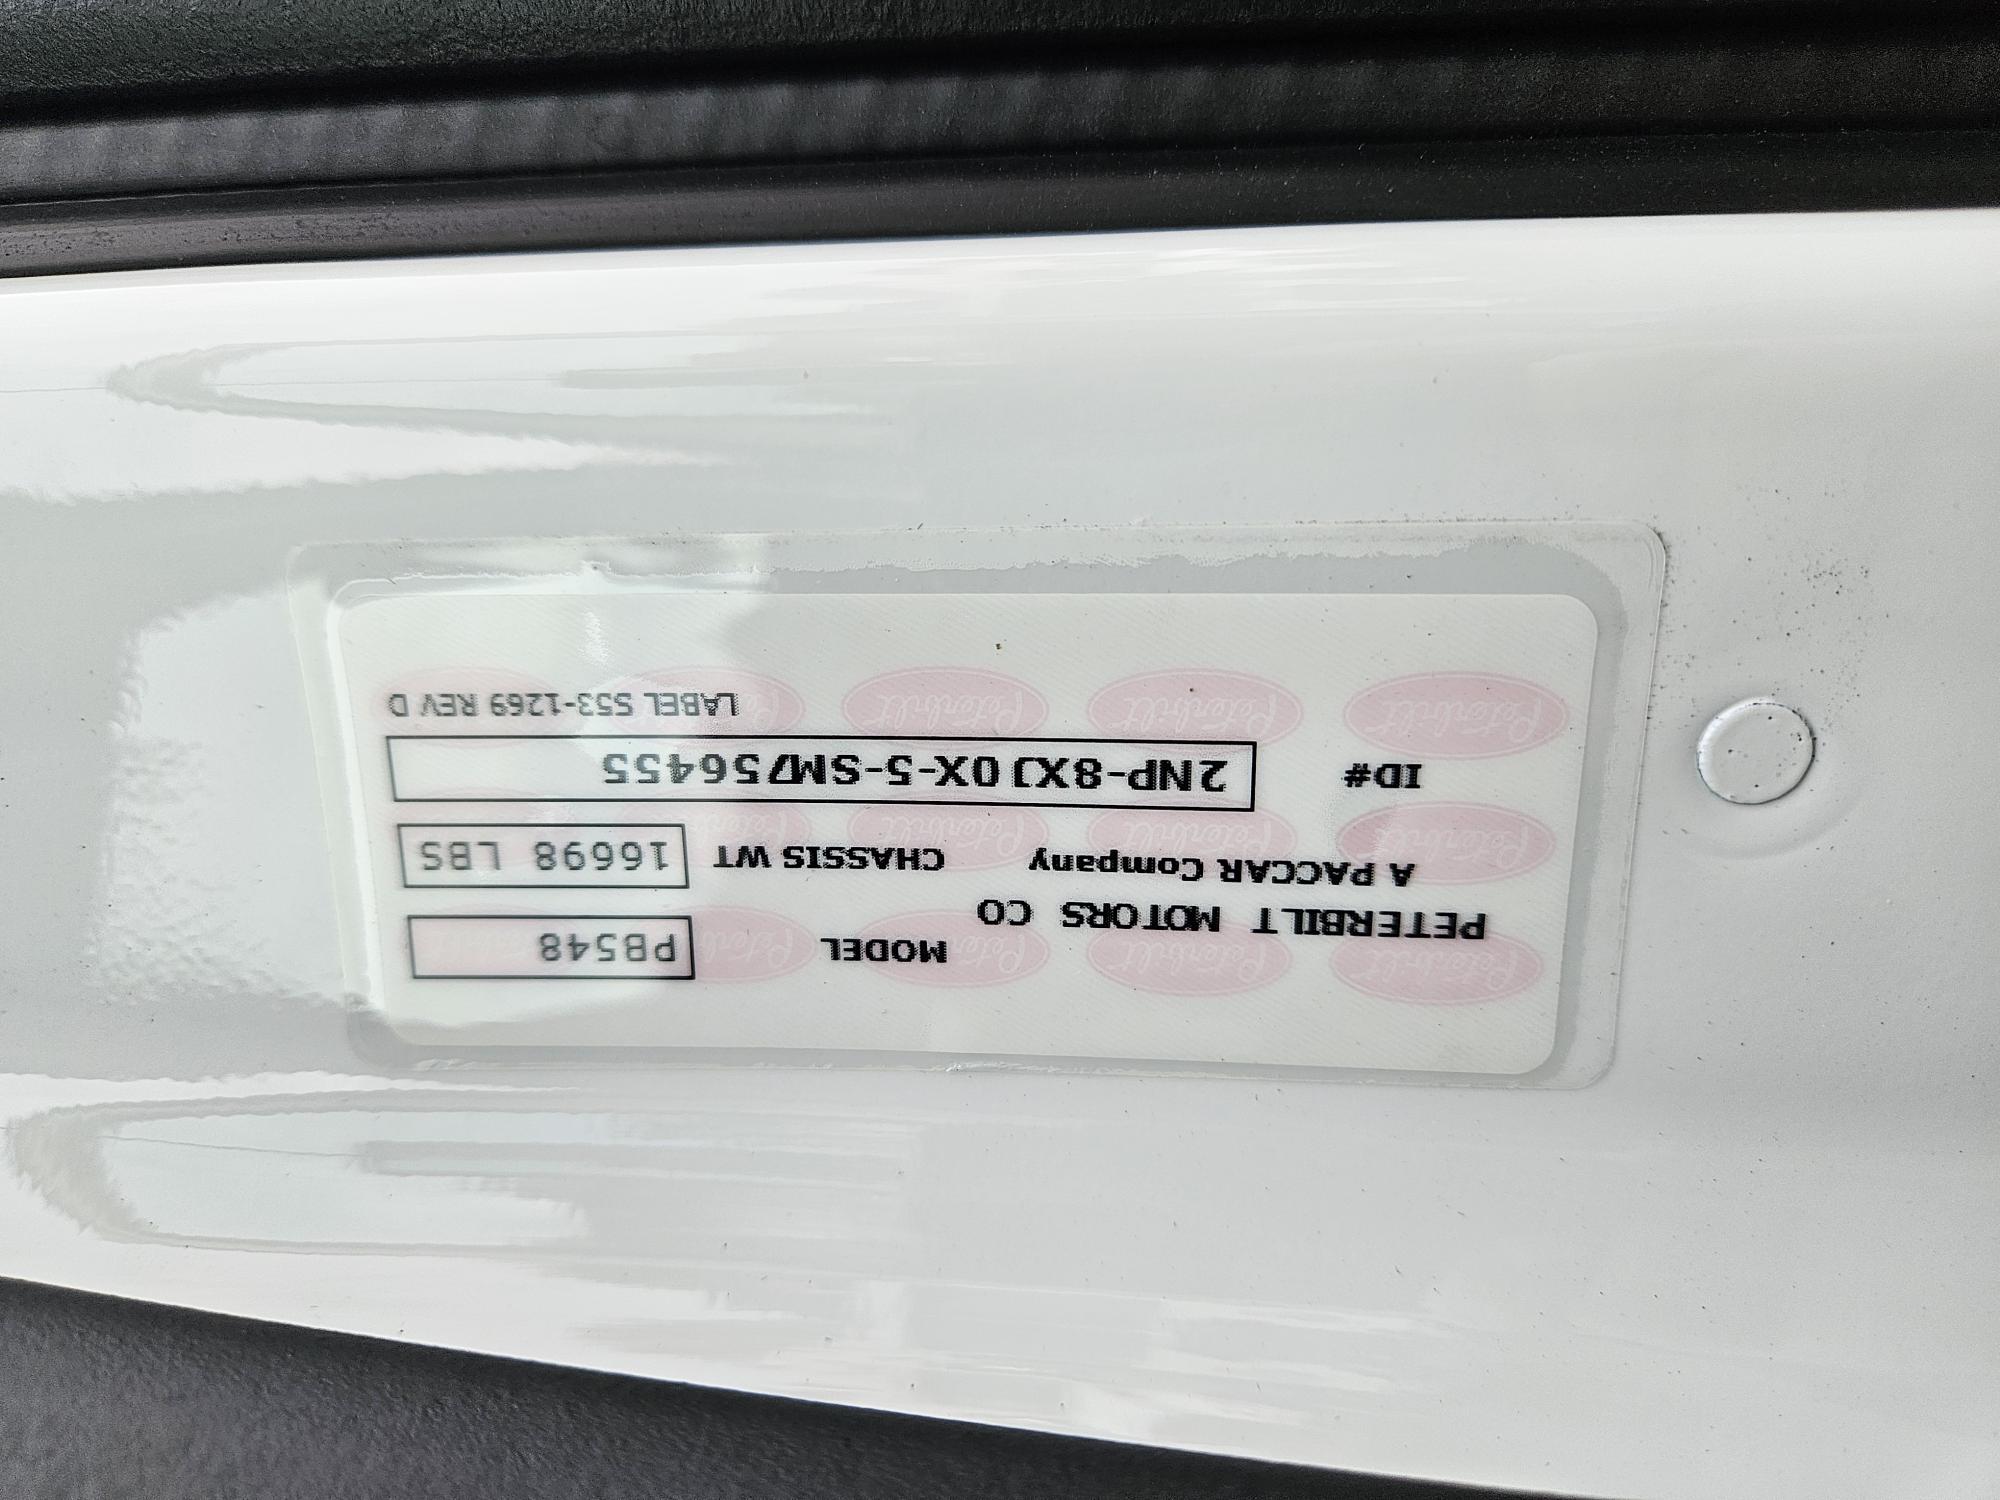 PETERBILT MOTORS CO MODEL PB548
A PACCAR Company CHASSIS WT 16698 LBS
ID# 2NP-8XJ0X-5-SM756455
LABEL S53-1269 REV D